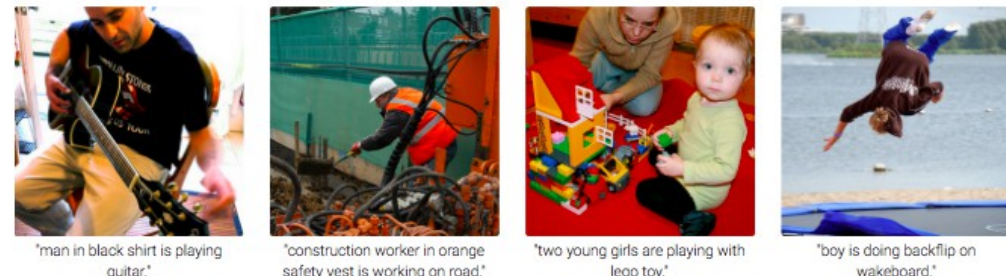 "man in black shirt is playing
guitar."
"construction worker in orange
safety vest is working on road."
"two young girls are playing with
lego toy."
"boy is doing backflip on
wakeboard."